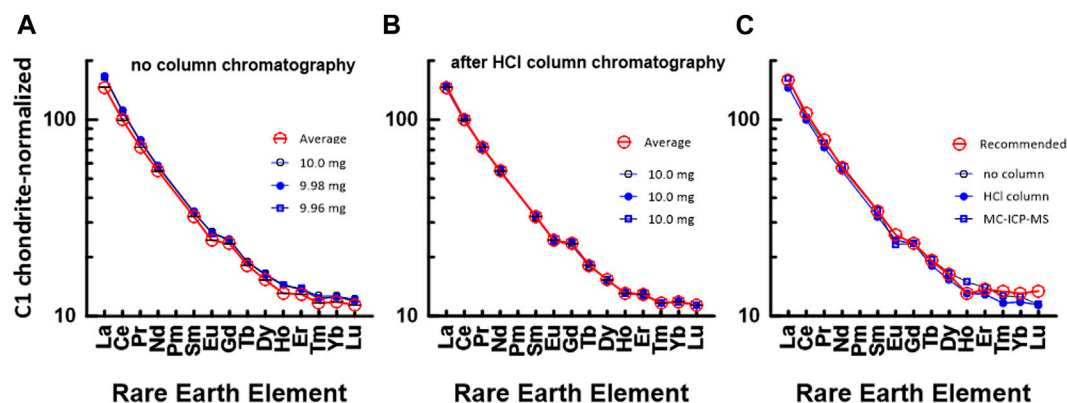 A
no column chromatography
C1 chondrite-normalized
100
10
Average
10.0 mg
9.98 mg
9.96 mg
La Ce Pr Nd Pm Sm Eu Gd Tb Dy Ho Er Tm Yb Lu
Rare Earth Element
B
after HCl column chromatography
100
10
Average
10.0 mg
10.0 mg
10.0 mg
La Ce Pr Nd Pm Sm Eu Gd Tb Dy Ho Er Tm Yb Lu
Rare Earth Element
C
100
10
Recommended
no column
HCl column
MC-ICP-MS
La Ce Pr Nd Pm Sm Eu Gd Tb Dy Ho Er Tm Yb Lu
Rare Earth Element